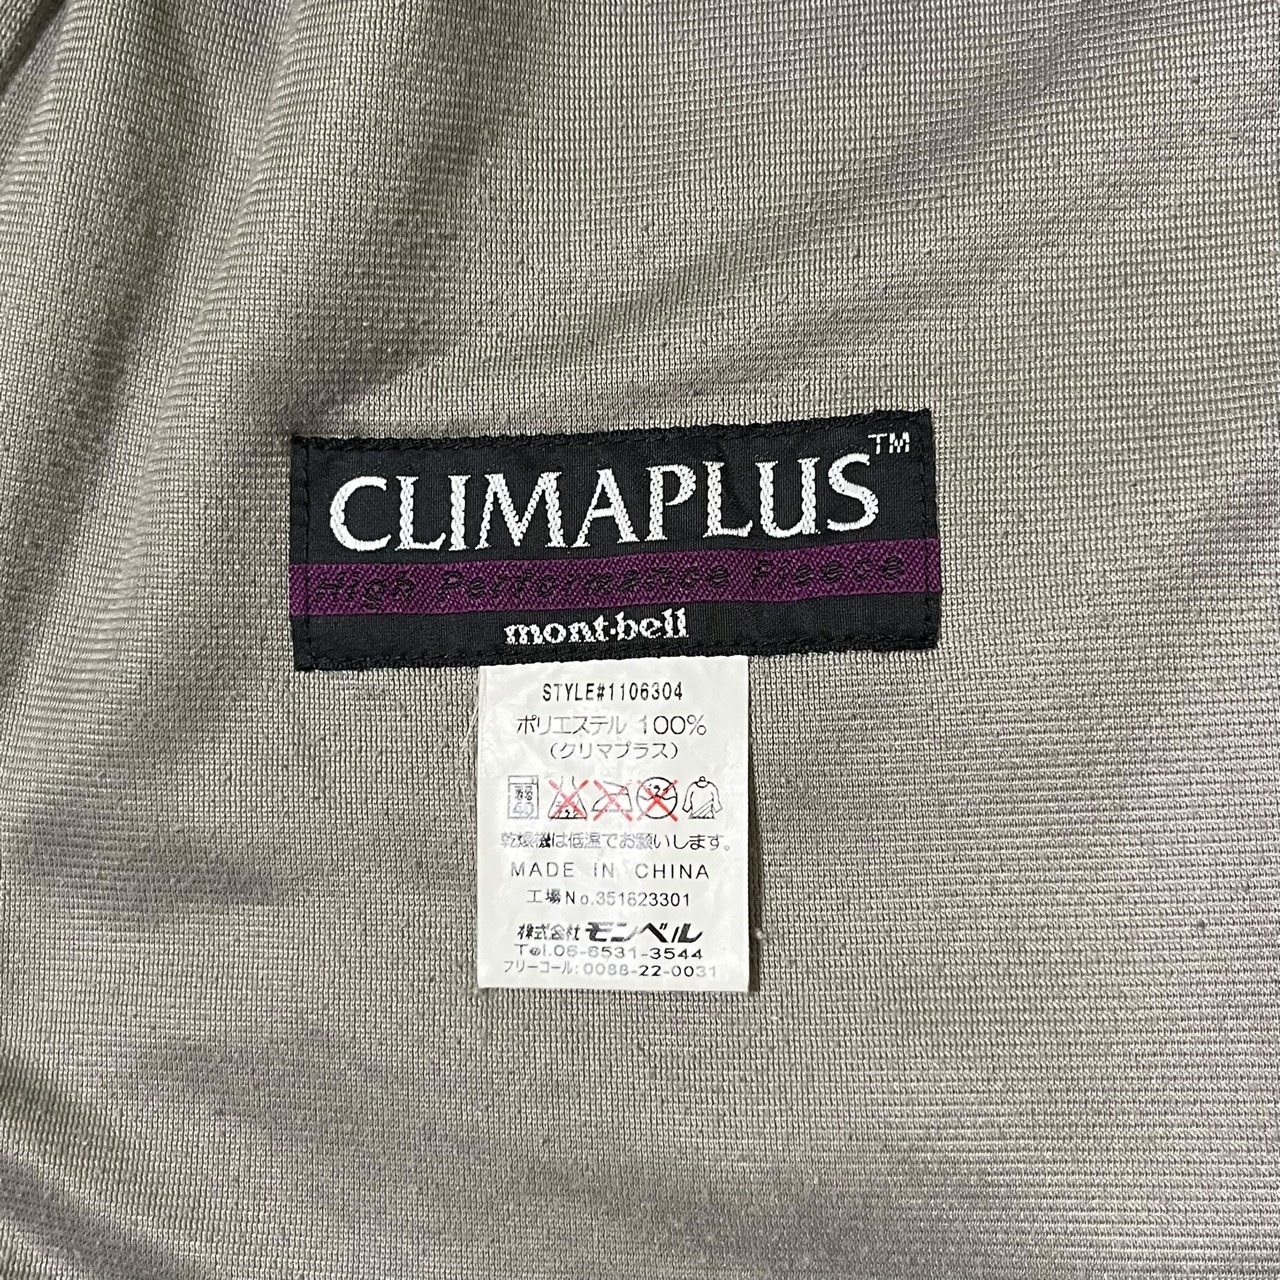 CLIMAPLUS™
High Performance Fleece
mont·bell
STYLE#1106304
ポリエステル 100%
(クリマプラス)
乾燥機は低温でお願いします。
MADE IN CHINA
工場No.351623301
株式会社モンベル
Tel.06-6531-3544
フリーコール:0088-22-0031